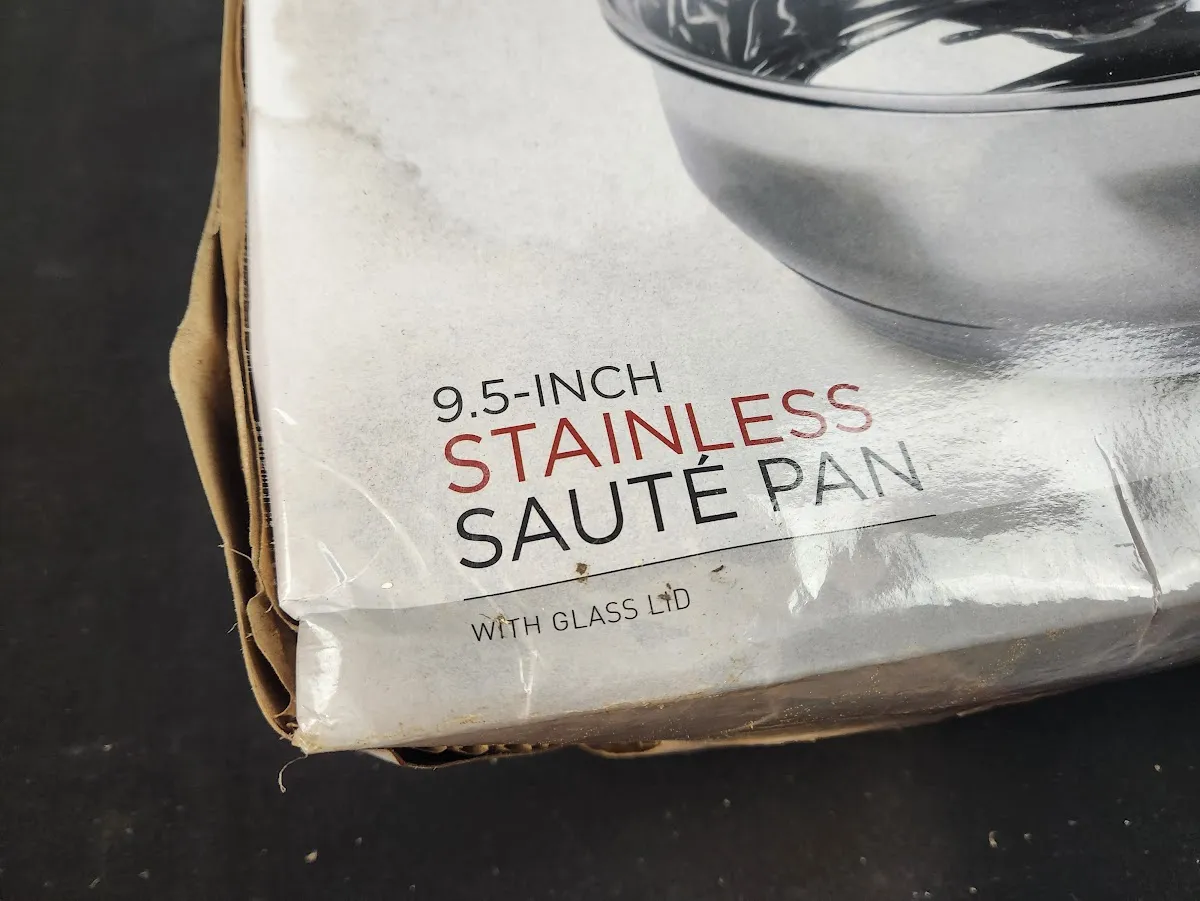 9.5-INCH
STAINLESS
SAUTÉ PAN
WITH GLASS LID